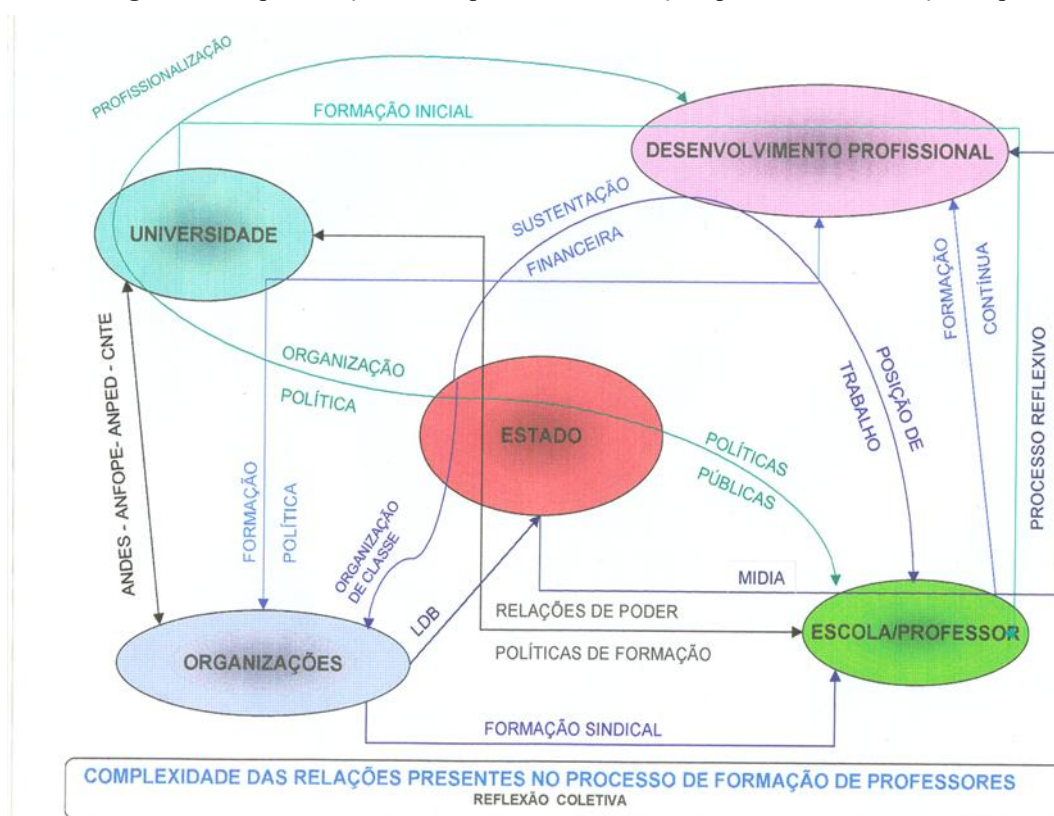 PROFISSIONALIZAÇÃO
FORMAÇÃO INICIAL
DESENVOLVIMENTO PROFISSIONAL
UNIVERSIDADE
SUSTENTAÇÃO
FINANCEIRA
FORMAÇÃO
CONTÍNUA
PROCESSO REFLEXIVO
ANDES - ANFOPE- ANPED - CNTE
ORGANIZAÇÃO
POLÍTICA
ESTADO
POSIÇÃO DE
TRABALHO
POLÍTICAS
PÚBLICAS
FORMAÇÃO
POLÍTICA
ORGANIZAÇÃO
DE CLASSE
LDB
MIDIA
RELAÇÕES DE PODER
POLÍTICAS DE FORMAÇÃO
ESCOLA/PROFESSOR
ORGANIZAÇÕES
FORMAÇÃO SINDICAL
COMPLEXIDADE DAS RELAÇÕES PRESENTES NO PROCESSO DE FORMAÇÃO DE PROFESSORES
REFLEXÃO COLETIVA